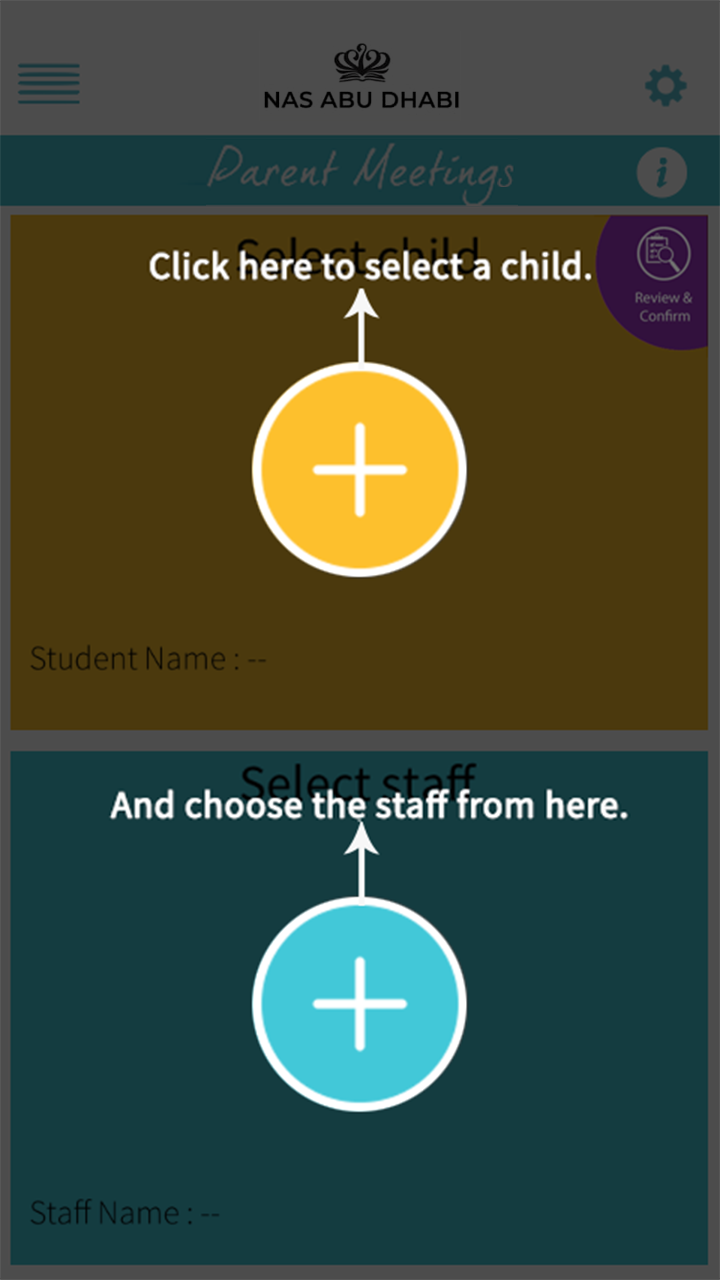 NAS ABU DHABI
Parent Meetings
i
Select child
Click here to select a child.
Review &
Confirm
Student Name : --
Select staff
And choose the staff from here.
Staff Name : --